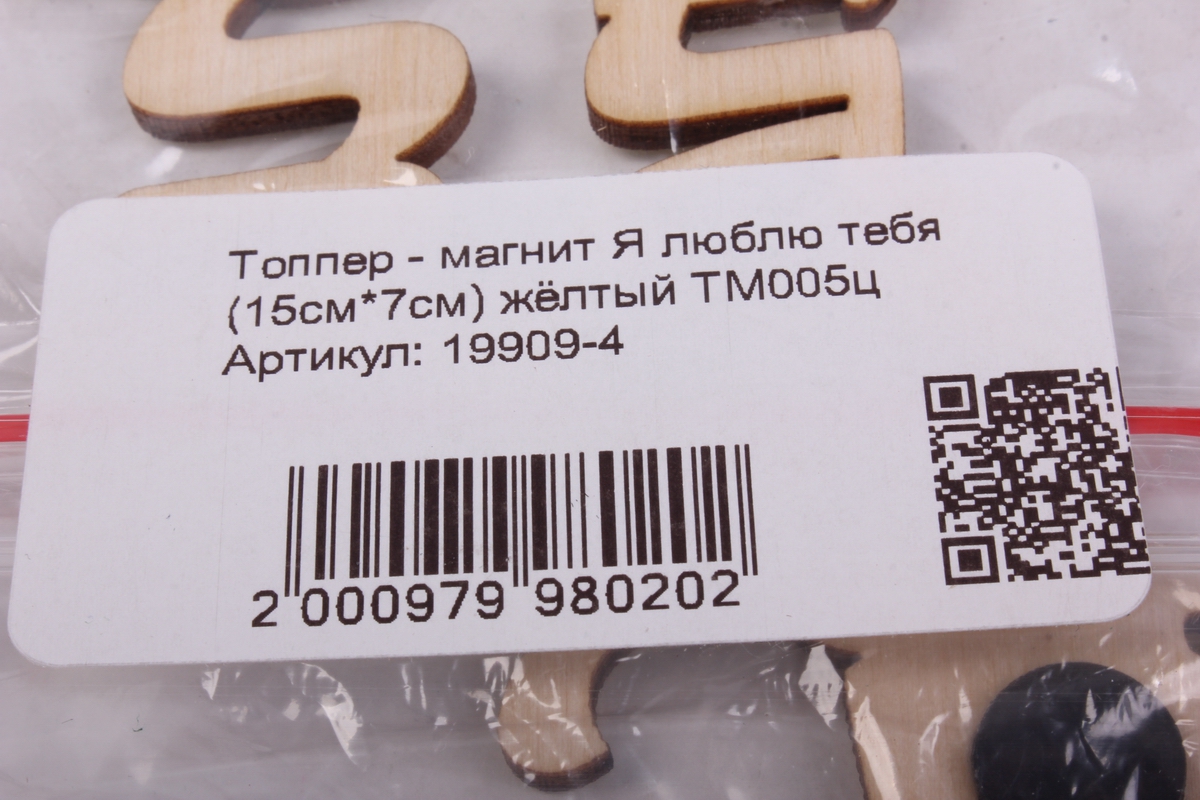 Топпер - магнит Я люблю тебя
(15см*7см) жёлтый ТМ005ц
Артикул: 19909-4
2 000979 980202